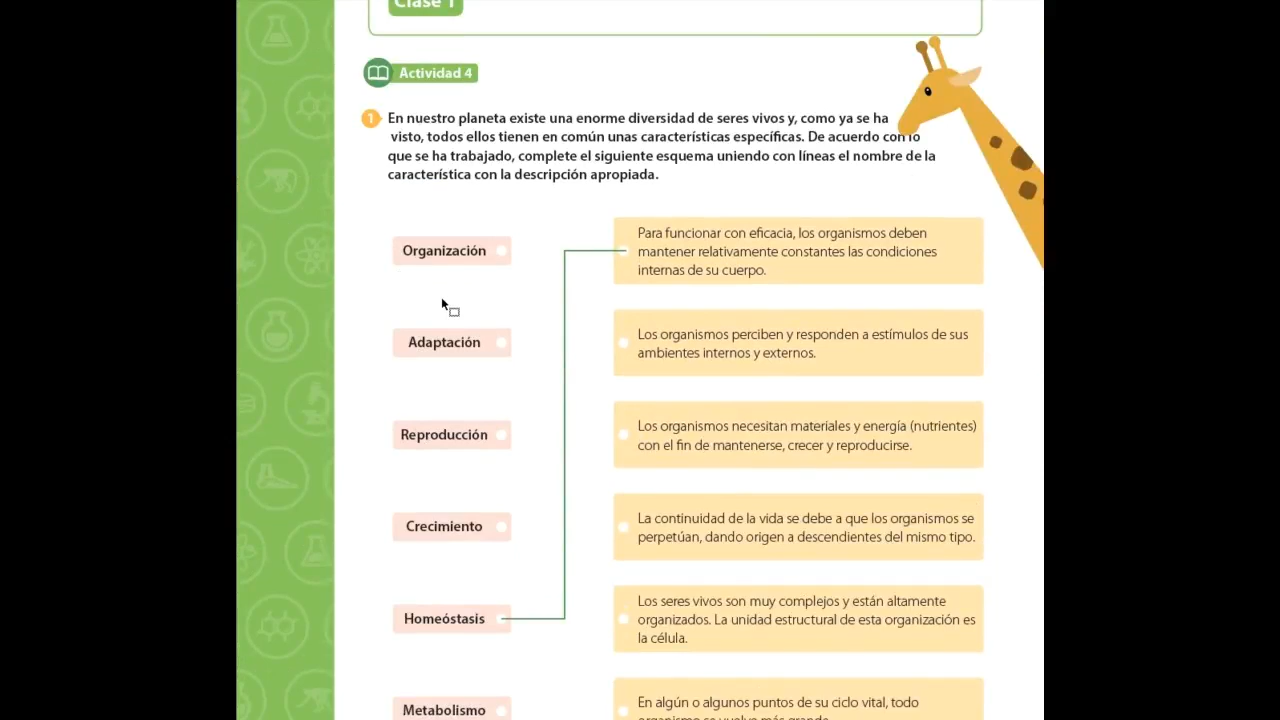 Clase 1
Actividad 4
1
En nuestro planeta existe una enorme diversidad de seres vivos y, como ya se ha
visto, todos ellos tienen en común unas características específicas. De acuerdo con lo
que se ha trabajado, complete el siguiente esquema uniendo con líneas el nombre de la
característica con la descripción apropiada.
Organización
Para funcionar con eficacia, los organismos deben
mantener relativamente constantes las condiciones
internas de su cuerpo.
Adaptación
Los organismos perciben y responden a estímulos de sus
ambientes internos y externos.
Reproducción
Los organismos necesitan materiales y energía (nutrientes)
con el fin de mantenerse, crecer y reproducirse.
Crecimiento
La continuidad de la vida se debe a que los organismos se
perpetúan, dando origen a descendientes del mismo tipo.
Homeóstasis
Los seres vivos son muy complejos y están altamente
organizados. La unidad estructural de esta organización es
la célula.
Metabolismo
En algún o algunos puntos de su ciclo vital, todo
organismo se vuelve más grande.